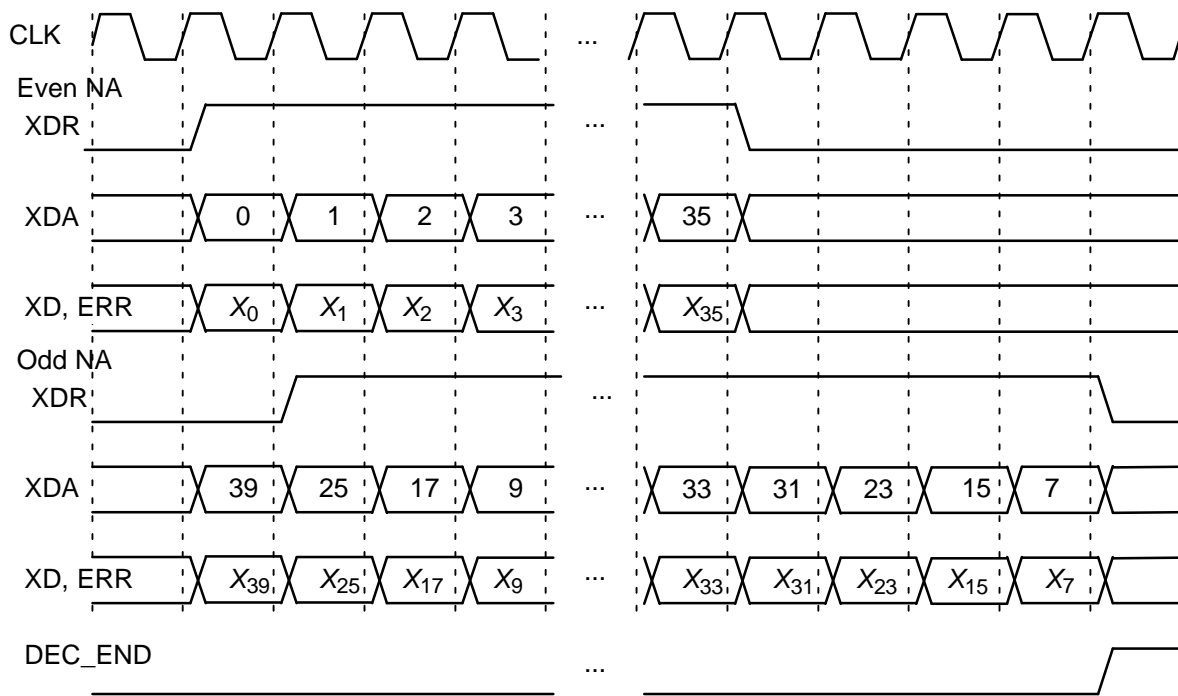 CLK ...
Even NA
XDR ...
XDA 0 1 2 3 ... 35
XD, ERR X0 X1 X2 X3 ... X35
Odd NA
XDR ...
XDA 39 25 17 9 ... 33 31 23 15 7
XD, ERR X39 X25 X17 X9 ... X33 X31 X23 X15 X7
DEC_END ...